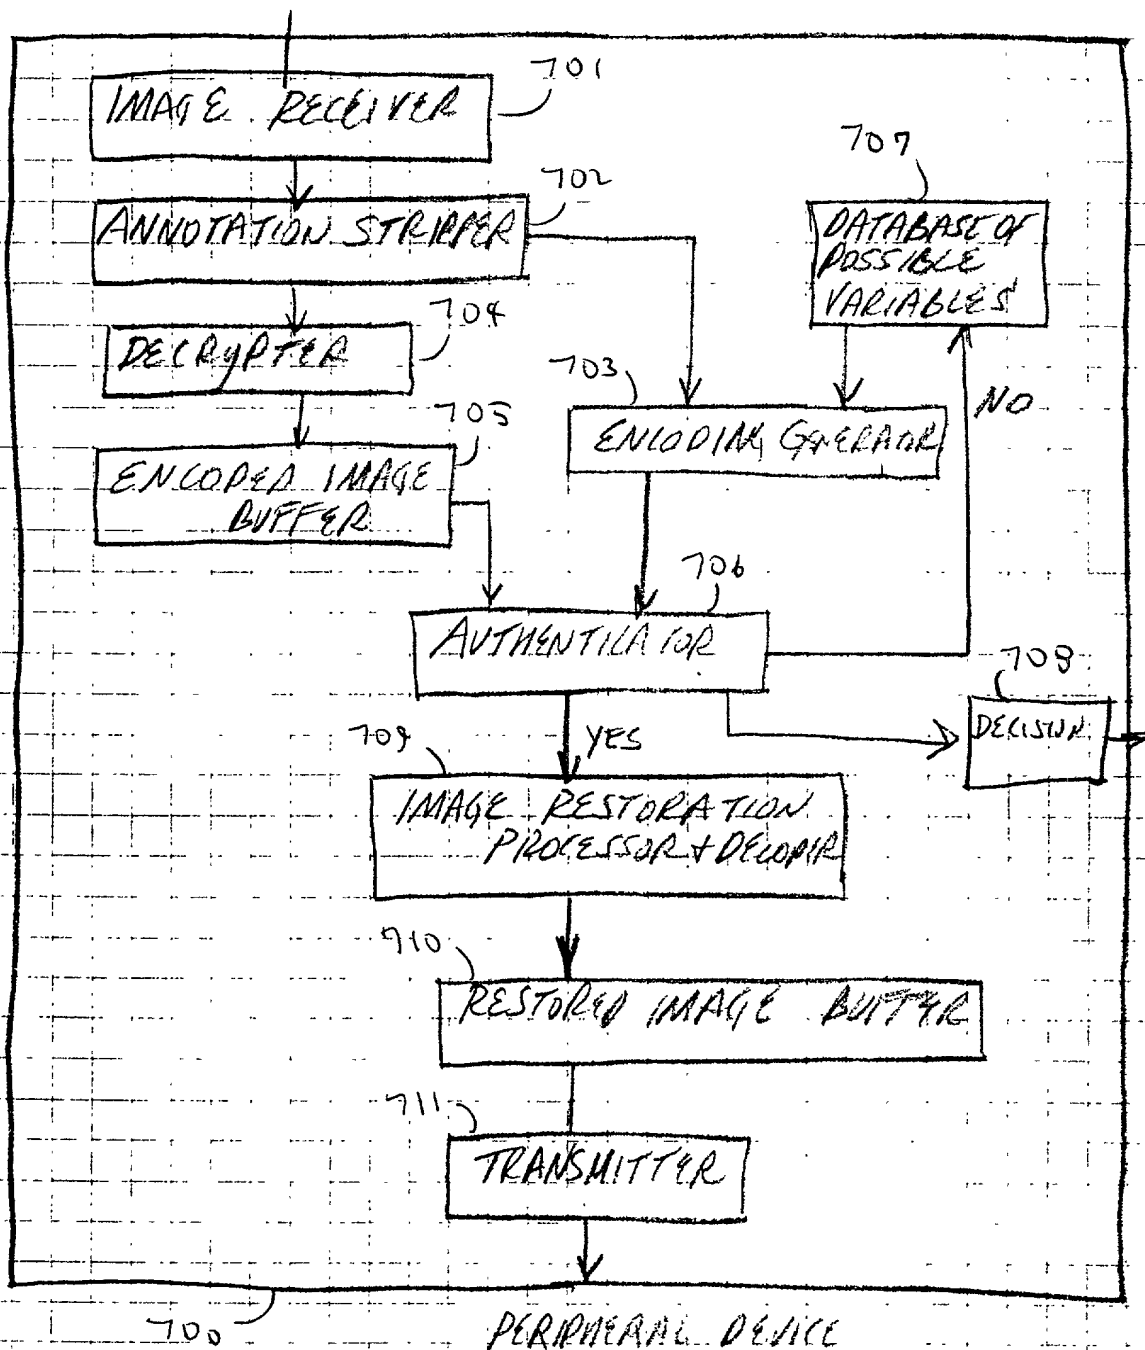 701
IMAGE RECEIVER
702
707
ANNOTATION STRIPPER
DATABASE OF
POSSIBLE
VARIABLES
704
DECRYPTER
703
NO
705
ENCODING GENERATOR
ENCODED IMAGE
BUFFER
706
AUTHENTICATOR
708
DECISION
709
YES
IMAGE RESTORATION
PROCESSOR + DECODER
710
RESTORED IMAGE BUFFER
711
TRANSMITTER
700
PERIPHERAL DEVICE